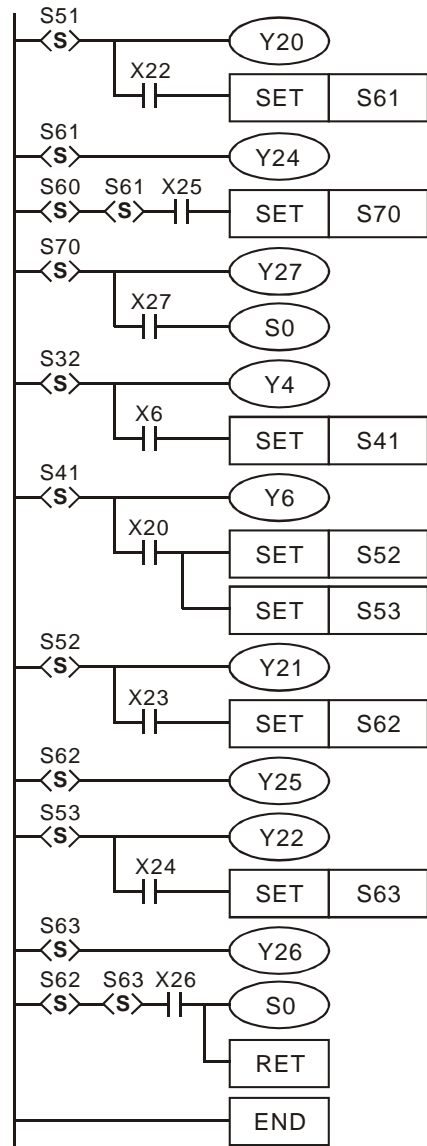 S51
S Y20
X22
SET S61
S61
S Y24
S60 S61 X25
S S SET S70
S70
S Y27
X27
S0
S32
S Y4
X6
SET S41
S41
S Y6
X20
SET S52
SET S53
S52
S Y21
X23
SET S62
S62
S Y25
S53
S Y22
X24
SET S63
S63
S Y26
S62 S63 X26
S S S0
RET
END